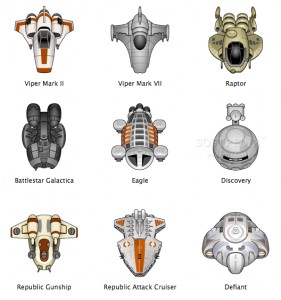 Viper Mark II
Viper Mark VII
Raptor
Battlestar Galactica
Eagle
Discovery
Republic Gunship
Republic Attack Cruiser
Defiant